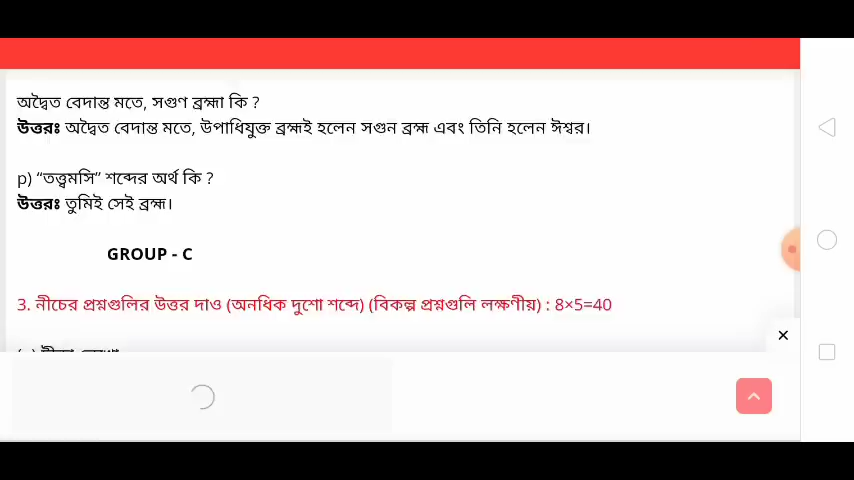 অদ্বৈত বেদান্ত মতে, সগুণ ব্রহ্মা কি ?
উত্তরঃ অদ্বৈত বেদান্ত মতে, উপাধিযুক্ত ব্রহ্মই হলেন সগুন ব্রহ্ম এবং তিনি হলেন ঈশ্বর।
p) “তত্ত্বমসি” শব্দের অর্থ কি ?
উত্তরঃ তুমিই সেই ব্রহ্ম।
GROUP - C
3. নীচের প্রশ্নগুলির উত্তর দাও (অনধিক দুশো শব্দে) (বিকল্প প্রশ্নগুলি লক্ষণীয়) : 8×5=40